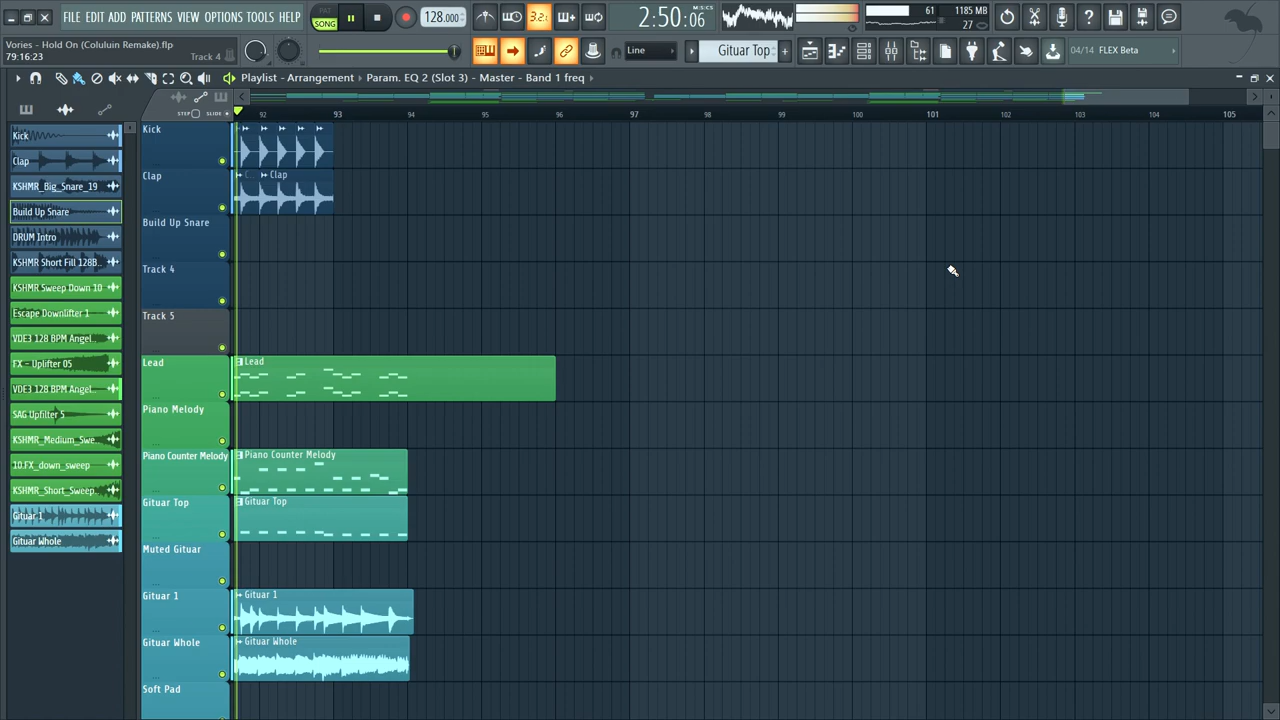 FILE EDIT ADD PATTERNS VIEW OPTIONS TOOLS HELP
PAT
SONG
128.000
3.2.
2:50:06
M:S:CS
61
1185 MB
27
Vories - Hold On (Coluluin Remake).flp
79:16:23
Track 4
Line
Gituar Top
04/14 FLEX Beta
Playlist - Arrangement
Param. EQ 2 (Slot 3) - Master - Band 1 freq
STEP
SLIDE
92 93 94 95 96 97 98 99 100 101 102 103 104 105
Kick
Clap
KSHMR_Big_Snare_19
Build Up Snare
DRUM Intro
KSHMR Short Fill 128B..
KSHMR Sweep Down 10
Escape Downlifter 1
VDE3 128 BPM Angel..
FX - Uplifter 05
VDE3 128 BPM Angel..
SAG Upfilter 5
KSHMR_Medium_Swe
10.FX_down_sweep
KSHMR_Short_Sweep.
Gituar 1
Gituar Whole
Kick
Clap
Clap
Build Up Snare
Track 4
Track 5
Lead
Lead
Piano Melody
Piano Counter Melody
Piano Counter Melody
Gituar Top
Gituar Top
Muted Gituar
Gituar 1
Gituar 1
Gituar Whole
Gituar Whole
Soft Pad